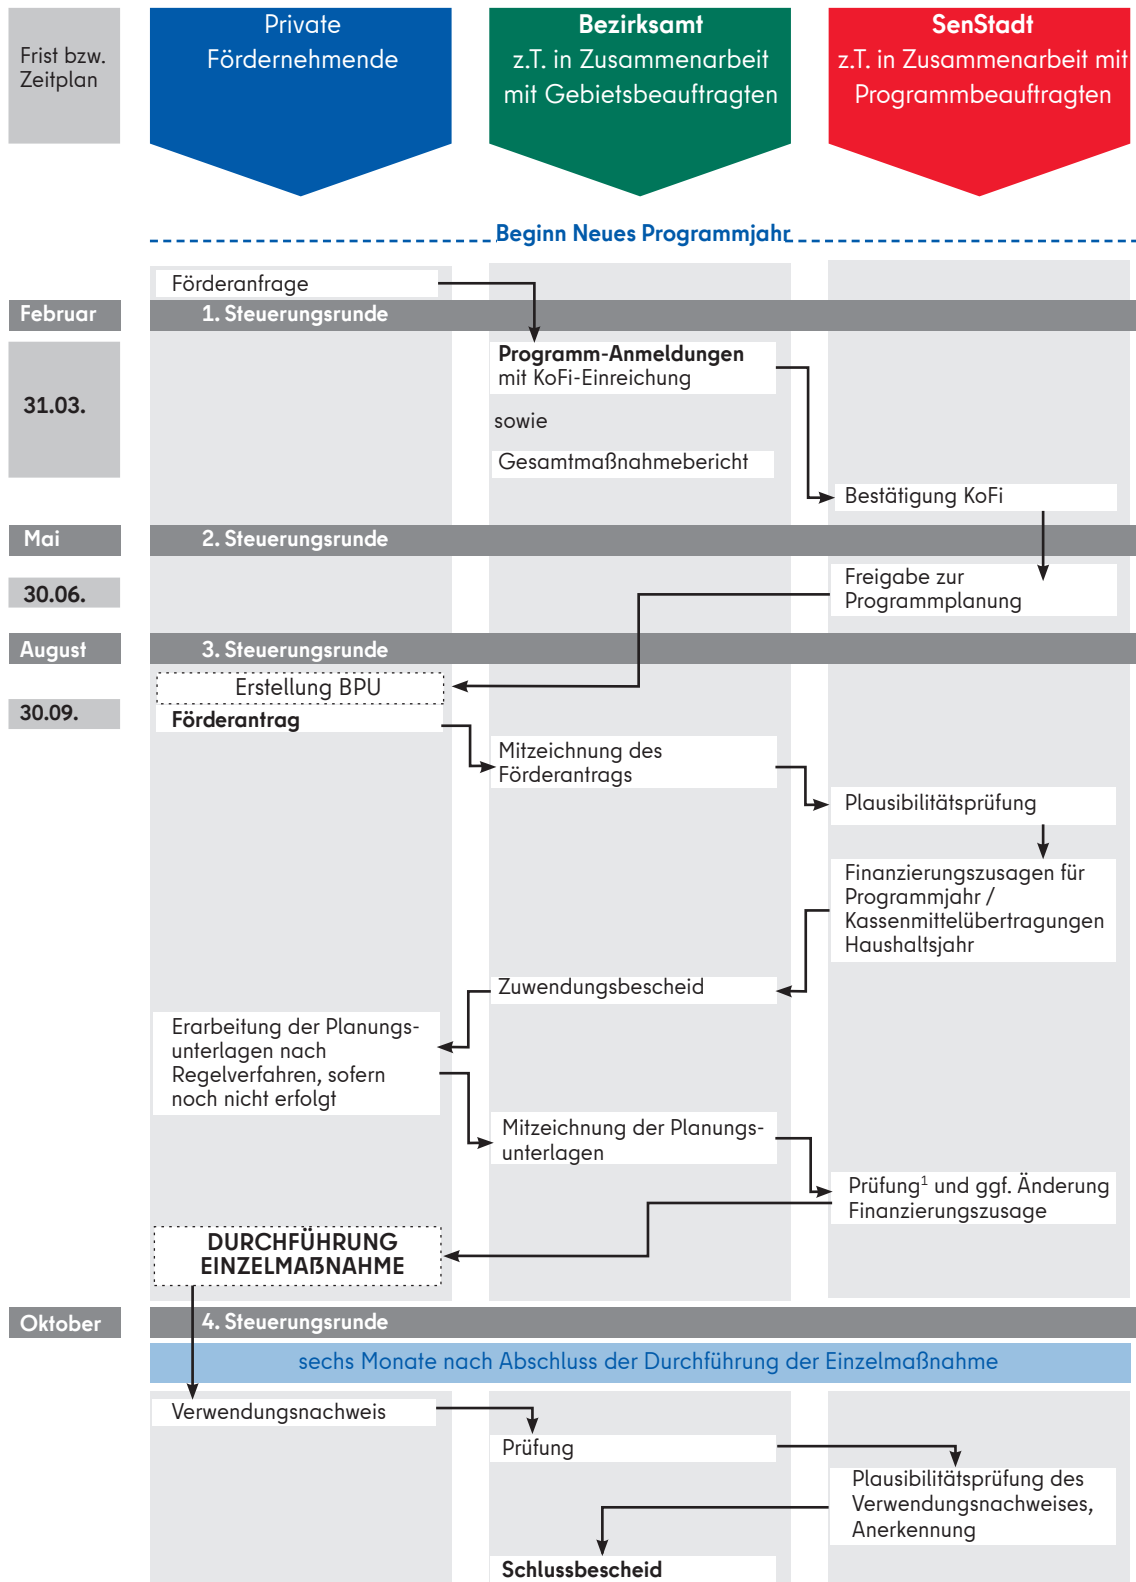 Frist bzw.
Zeitplan
Private
Fördernehmende
Bezirksamt
z.T. in Zusammenarbeit
mit Gebietsbeauftragten
SenStadt
z.T. in Zusammenarbeit mit
Programmbeauftragten
Beginn Neues Programmjahr
Förderanfrage
Februar
1. Steuerungsrunde
31.03.
Programm-Anmeldungen
mit KoFi-Einreichung
sowie
Gesamtmaßnahmebericht
Bestätigung KoFi
Mai
2. Steuerungsrunde
30.06.
Freigabe zur
Programmplanung
August
3. Steuerungsrunde
Erstellung BPU
30.09.
Förderantrag
Mitzeichnung des
Förderantrags
Plausibilitätsprüfung
Finanzierungszusagen für
Programmjahr /
Kassenmittelübertragungen
Haushaltsjahr
Zuwendungsbescheid
Erarbeitung der Planungs-
unterlagen nach
Regelverfahren, sofern
noch nicht erfolgt
Mitzeichnung der Planungs-
unterlagen
Prüfung¹ und ggf. Änderung
Finanzierungszusage
DURCHFÜHRUNG
EINZELMAẞNAHME
Oktober
4. Steuerungsrunde
sechs Monate nach Abschluss der Durchführung der Einzelmaßnahme
Verwendungsnachweis
Prüfung
Plausibilitätsprüfung des
Verwendungsnachweises,
Anerkennung
Schlussbescheid